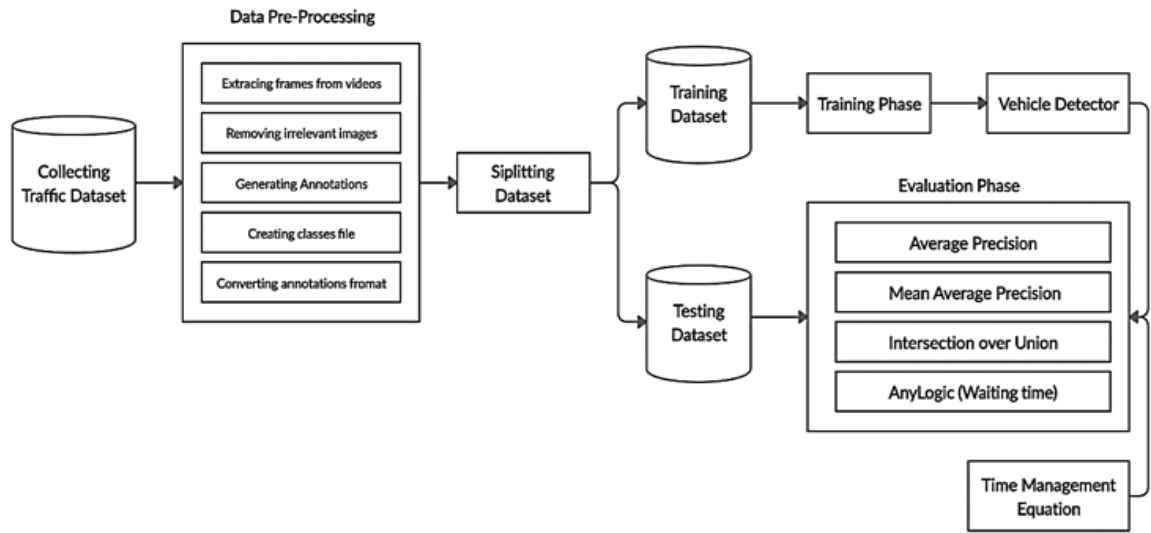 Data Pre-Processing
Collecting
Traffic Dataset
Extracing frames from videos
Removing irrelevant images
Generating Annotations
Creating classes file
Converting annotations fromat
Siplitting
Dataset
Training
Dataset
Training Phase
Vehicle Detector
Testing
Dataset
Evaluation Phase
Average Precision
Mean Average Precision
Intersection over Union
AnyLogic (Waiting time)
Time Management
Equation